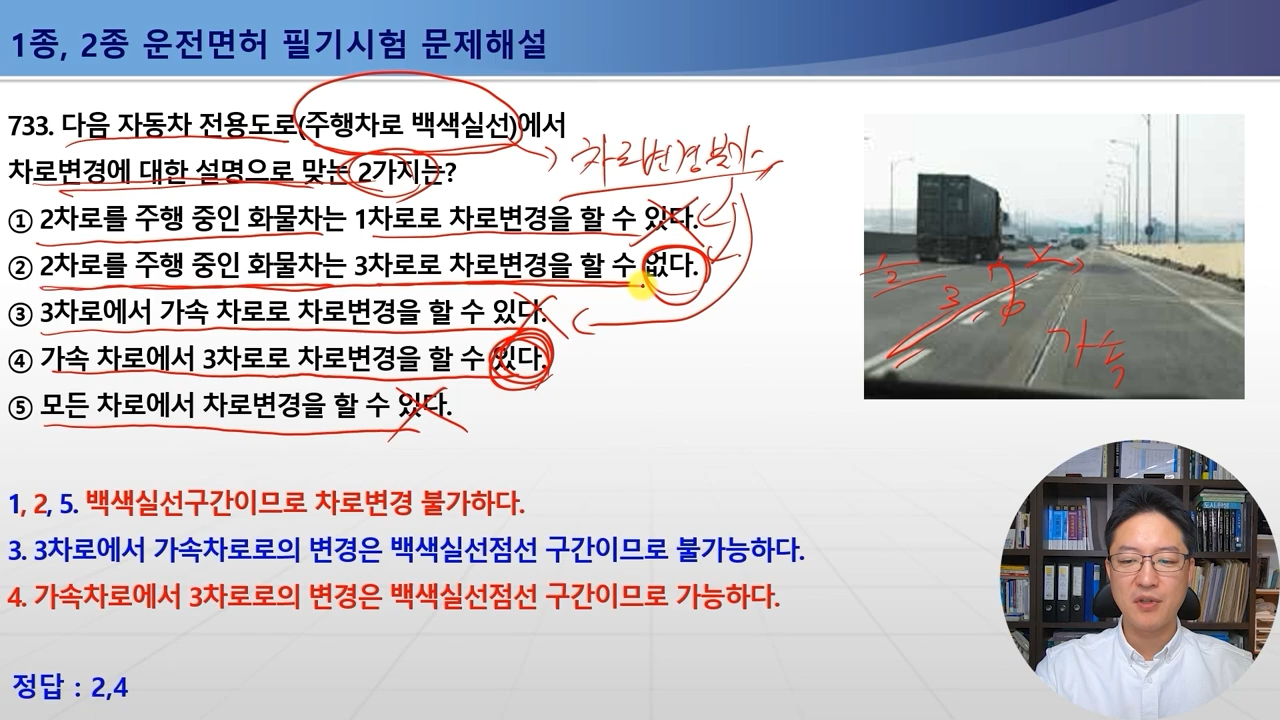 1종, 2종 운전면허 필기시험 문제해설
733. 다음 자동차 전용도로(주행차로 백색실선)에서
차로변경에 대한 설명으로 맞는 2가지는?
차로변경불가
① 2차로를 주행 중인 화물차는 1차로로 차로변경을 할 수 있다.
② 2차로를 주행 중인 화물차는 3차로로 차로변경을 할 수 없다.
③ 3차로에서 가속 차로로 차로변경을 할 수 있다.
④ 가속 차로에서 3차로로 차로변경을 할 수 있다.
⑤ 모든 차로에서 차로변경을 할 수 있다.
1 2
3
가속
1, 2, 5. 백색실선구간이므로 차로변경 불가하다.
3. 3차로에서 가속차로로의 변경은 백색실선점선 구간이므로 불가능하다.
4. 가속차로에서 3차로로의 변경은 백색실선점선 구간이므로 가능하다.
정답 : 2,4